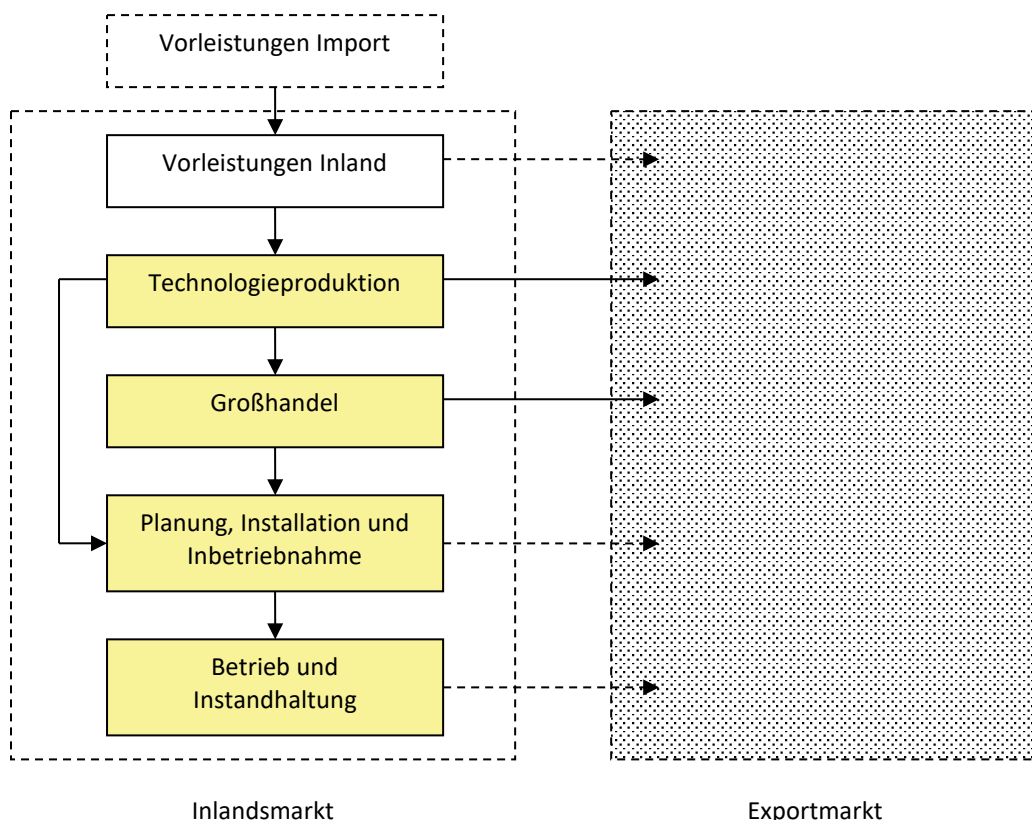 Vorleistungen Import
Vorleistungen Inland
Technologieproduktion
Großhandel
Planung, Installation und
Inbetriebnahme
Betrieb und
Instandhaltung
Inlandsmarkt
Exportmarkt